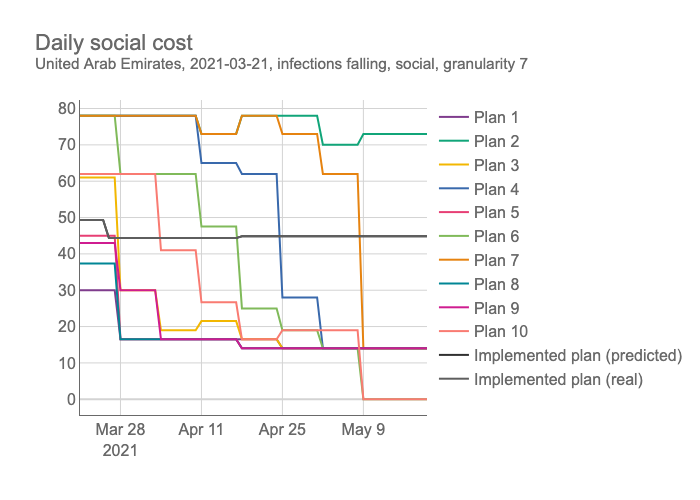 Daily social cost
United Arab Emirates, 2021-03-21, infections falling, social, granularity 7
80
70
60
50
40
30
20
10
0
Mar 28
2021
Apr 11
Apr 25
May 9
Plan 1
Plan 2
Plan 3
Plan 4
Plan 5
Plan 6
Plan 7
Plan 8
Plan 9
Plan 10
Implemented plan (predicted)
Implemented plan (real)